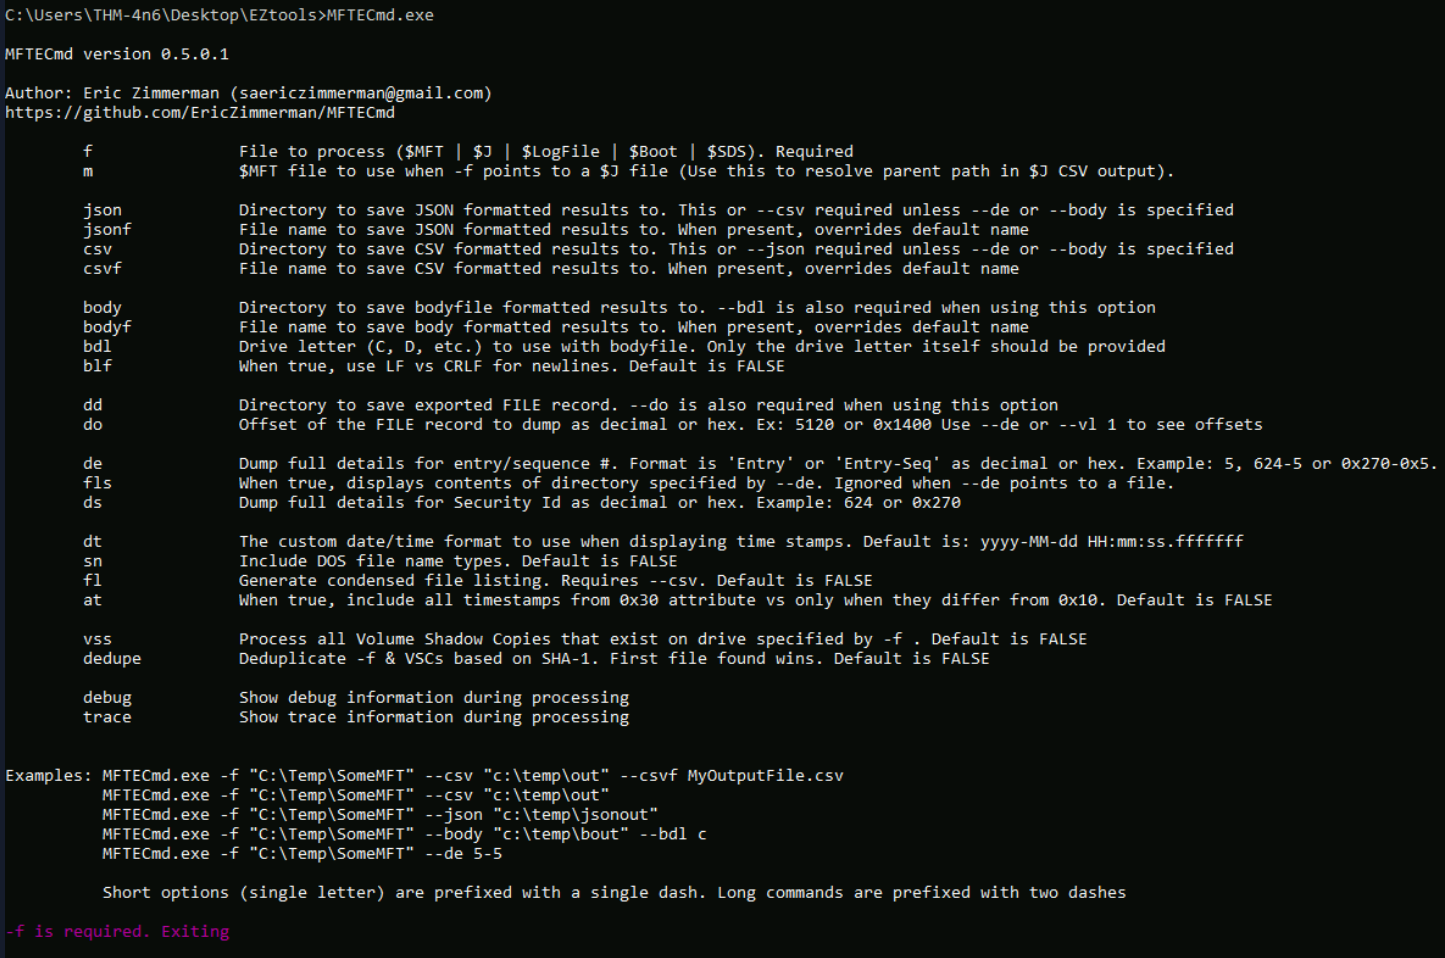 C:\Users\THM-4n6\Desktop\EZtools>MFTECmd.exe
MFTECmd version 0.5.0.1
Author: Eric Zimmerman (saericzimmerman@gmail.com)
https://github.com/EricZimmerman/MFTECmd
f File to process ($MFT | $J | $LogFile | $Boot | $SDS). Required
m $MFT file to use when -f points to a $J file (Use this to resolve parent path in $J CSV output).
json Directory to save JSON formatted results to. This or --csv required unless --de or --body is specified
jsonf File name to save JSON formatted results to. When present, overrides default name
csv Directory to save CSV formatted results to. This or --json required unless --de or --body is specified
csvf File name to save CSV formatted results to. When present, overrides default name
body Directory to save bodyfile formatted results to. --bdl is also required when using this option
bodyf File name to save body formatted results to. When present, overrides default name
bdl Drive letter (C, D, etc.) to use with bodyfile. Only the drive letter itself should be provided
blf When true, use LF vs CRLF for newlines. Default is FALSE
dd Directory to save exported FILE record. --do is also required when using this option
do Offset of the FILE record to dump as decimal or hex. Ex: 5120 or 0x1400 Use --de or --vl 1 to see offsets
de Dump full details for entry/sequence #. Format is 'Entry' or 'Entry-Seq' as decimal or hex. Example: 5, 624-5 or 0x270-0x5.
fls When true, displays contents of directory specified by --de. Ignored when --de points to a file.
ds Dump full details for Security Id as decimal or hex. Example: 624 or 0x270
dt The custom date/time format to use when displaying time stamps. Default is: yyyy-MM-dd HH:mm:ss.fffffff
sn Include DOS file name types. Default is FALSE
fl Generate condensed file listing. Requires --csv. Default is FALSE
at When true, include all timestamps from 0x30 attribute vs only when they differ from 0x10. Default is FALSE
vss Process all Volume Shadow Copies that exist on drive specified by -f . Default is FALSE
dedupe Deduplicate -f & VSCs based on SHA-1. First file found wins. Default is FALSE
debug Show debug information during processing
trace Show trace information during processing
Examples: MFTECmd.exe -f "C:\Temp\SomeMFT" --csv "c:\temp\out" --csvf MyOutputFile.csv
MFTECmd.exe -f "C:\Temp\SomeMFT" --csv "c:\temp\out"
MFTECmd.exe -f "C:\Temp\SomeMFT" --json "c:\temp\jsonout"
MFTECmd.exe -f "C:\Temp\SomeMFT" --body "c:\temp\bout" --bdl c
MFTECmd.exe -f "C:\Temp\SomeMFT" --de 5-5
Short options (single letter) are prefixed with a single dash. Long commands are prefixed with two dashes
-f is required. Exiting